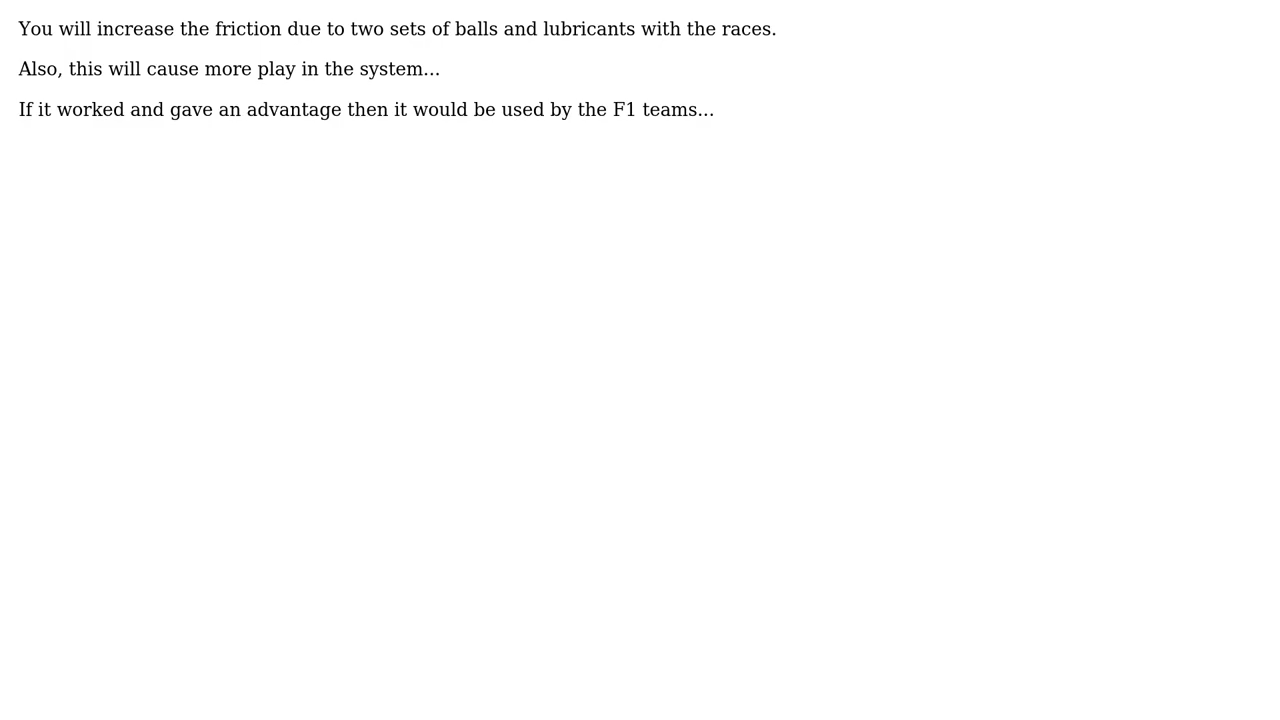 You will increase the friction due to two sets of balls and lubricants with the races.
Also, this will cause more play in the system...
If it worked and gave an advantage then it would be used by the F1 teams...